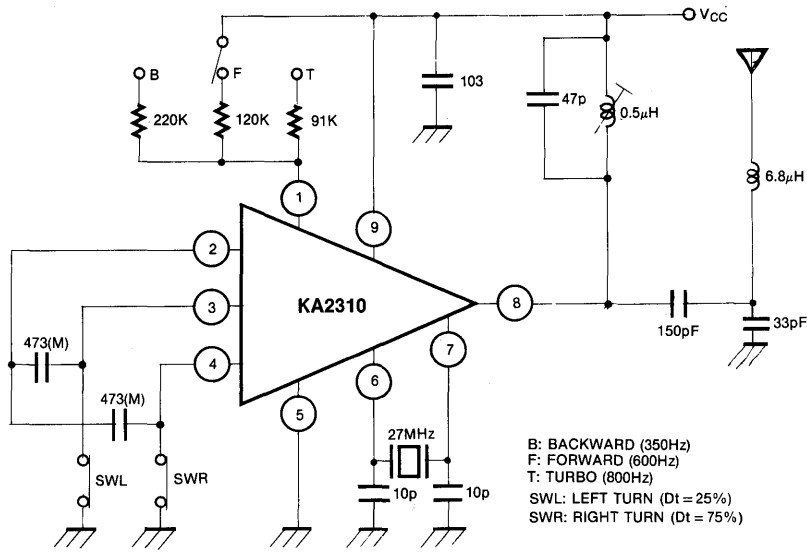 VCC
B
F
T
103
47p
0.5μH
220K
120K
91K
6.8μH
1
2
9
KA2310
3
8
150pF
33pF
7
473(M)
4
6
473(M)
5
27MHz
SWL
SWR
10p
10p
B: BACKWARD (350Hz)
F: FORWARD (600Hz)
T: TURBO (800Hz)
SWL: LEFT TURN (Dt = 25%)
SWR: RIGHT TURN (Dt = 75%)